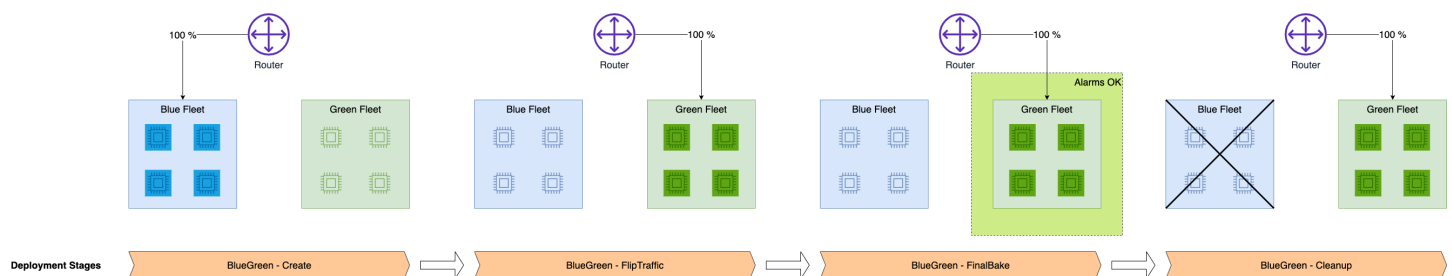 100 %
Router
Blue Fleet
Green Fleet
100 %
Router
Blue Fleet
Green Fleet
100 %
Router
Alarms OK
Blue Fleet
Green Fleet
100 %
Router
Blue Fleet
Green Fleet
Deployment Stages
BlueGreen - Create
BlueGreen - FlipTraffic
BlueGreen - FinalBake
BlueGreen - Cleanup